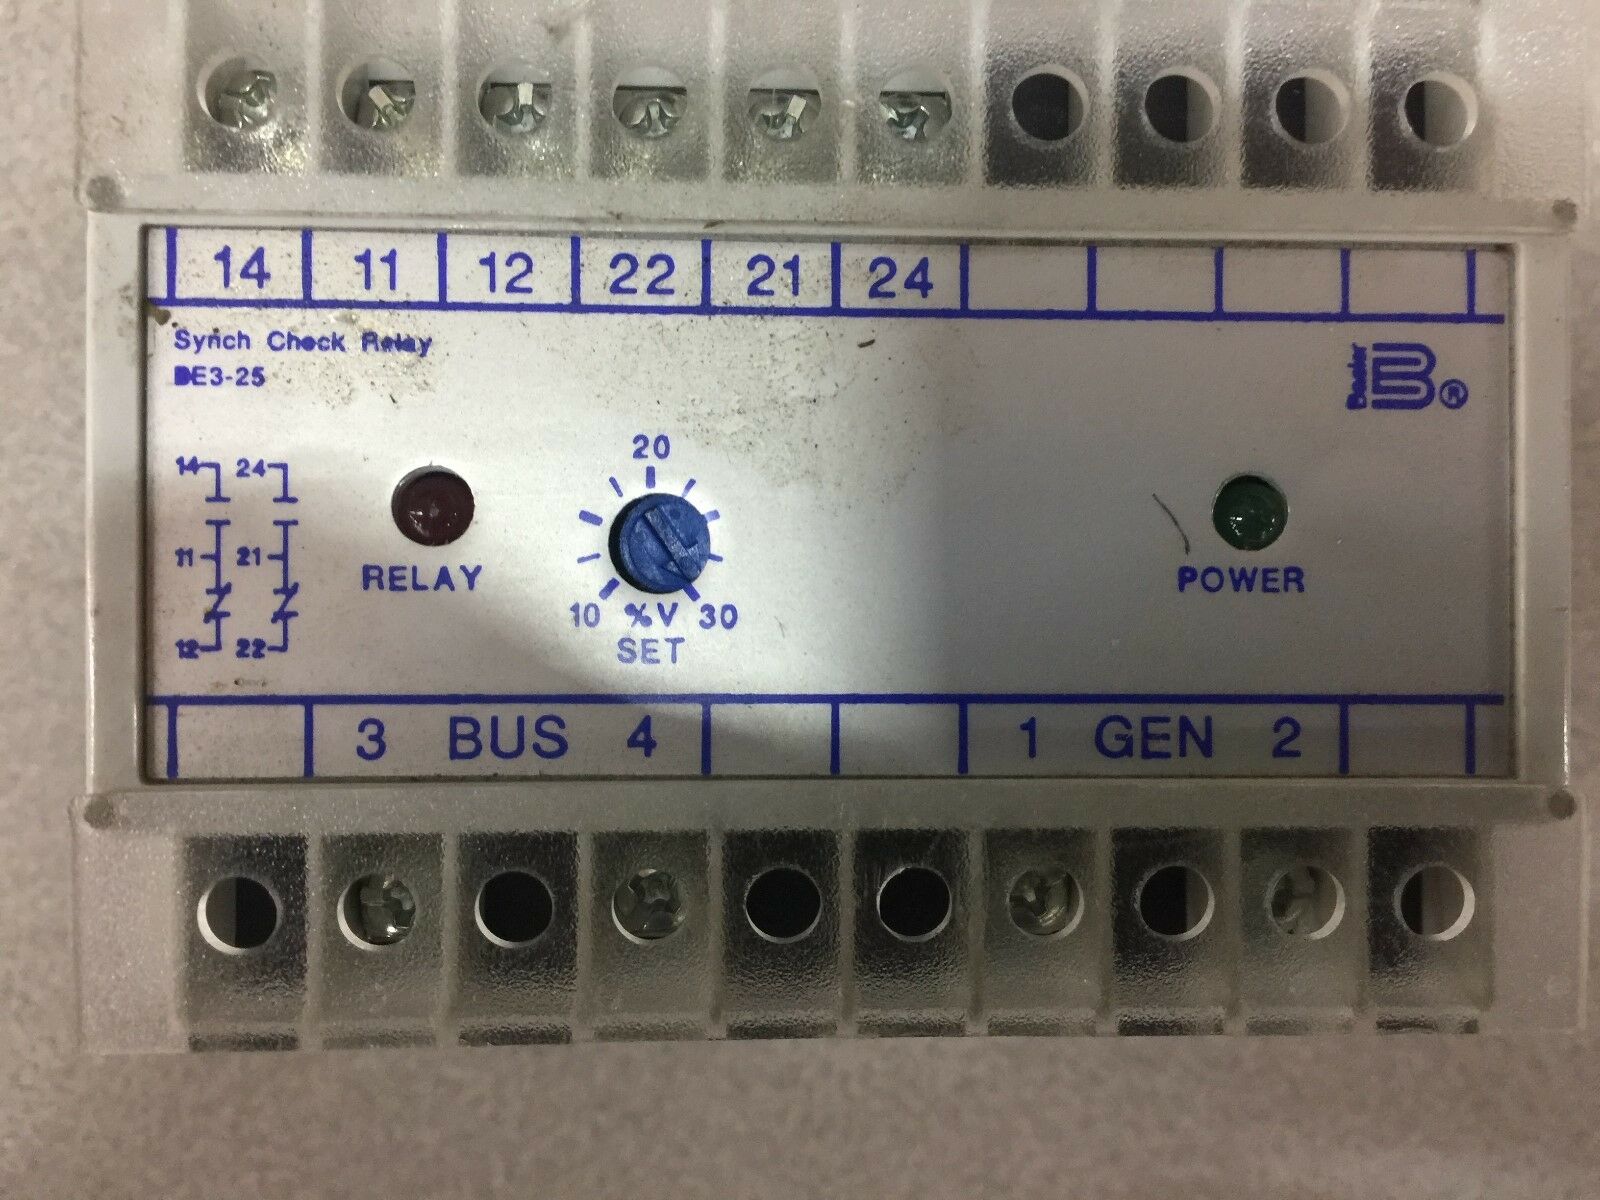 14 11 12 22 21 24
Synch Check Relay
BE3-25
Basler B®
14 24
11 21
12 22
RELAY
20
10 %V 30
SET
POWER
3 BUS 4
1 GEN 2